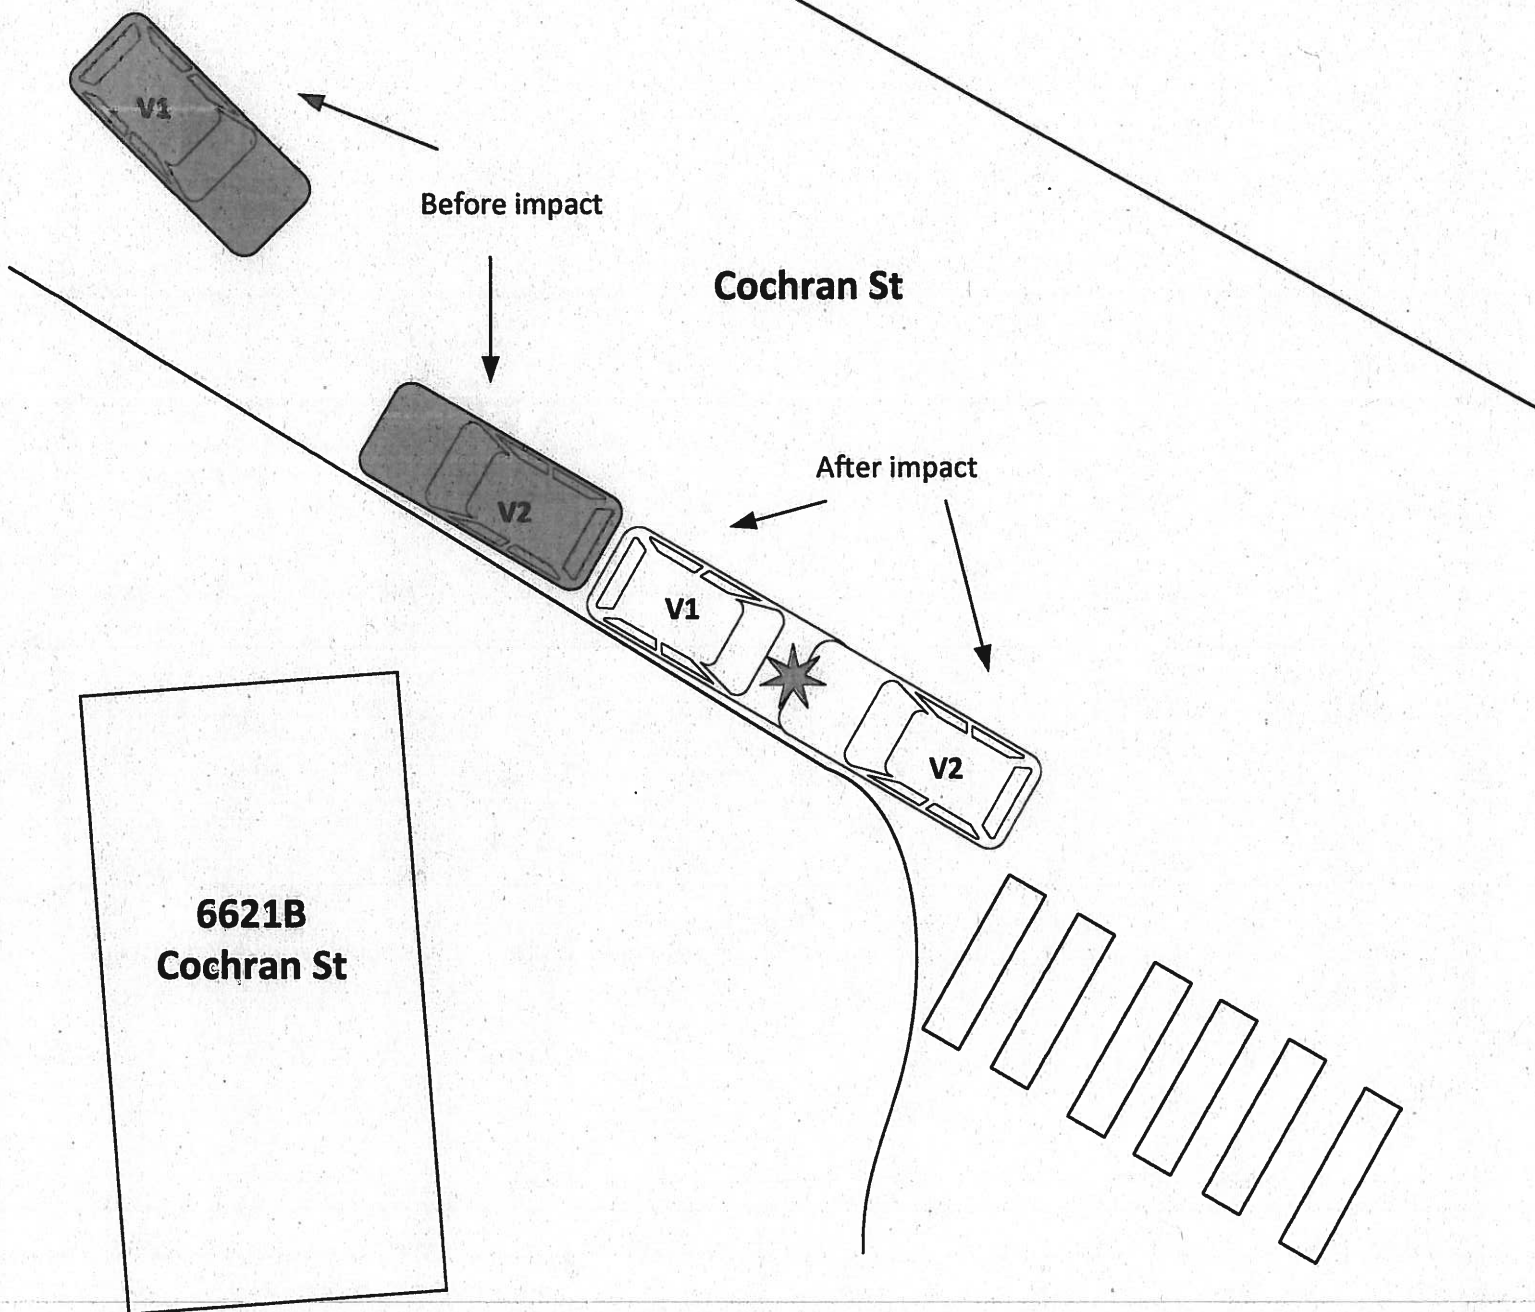 V1
Before impact
Cochran St
After impact
V2
V1
V2
6621B
Cochran St